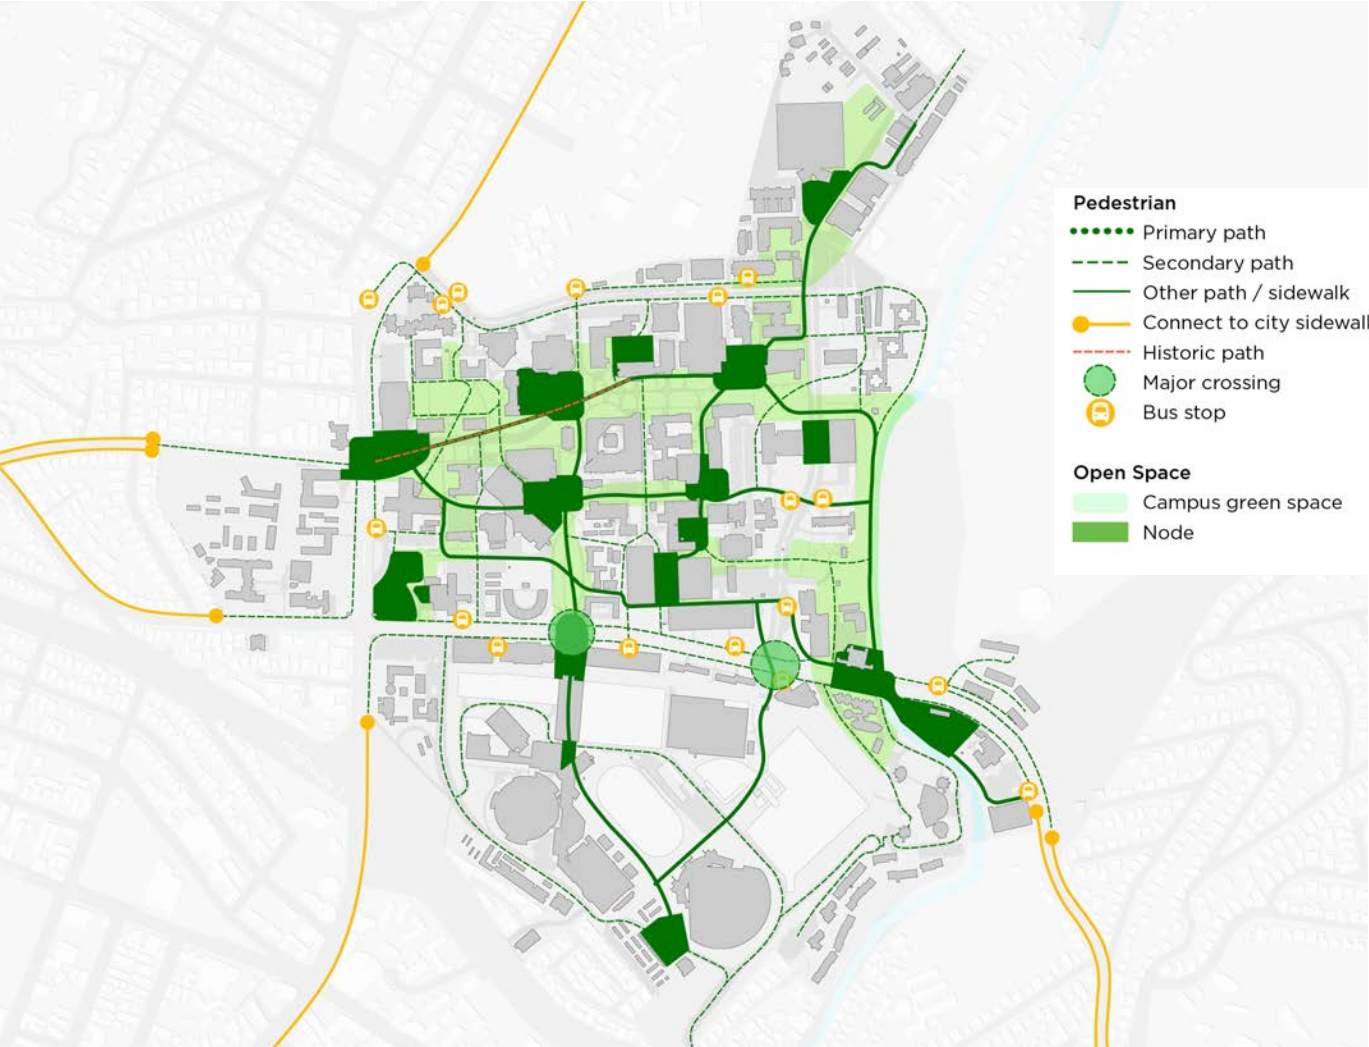 Pedestrian
Primary path
Secondary path
Other path / sidewalk
Connect to city sidewalk
Historic path
Major crossing
Bus stop
Open Space
Campus green space
Node